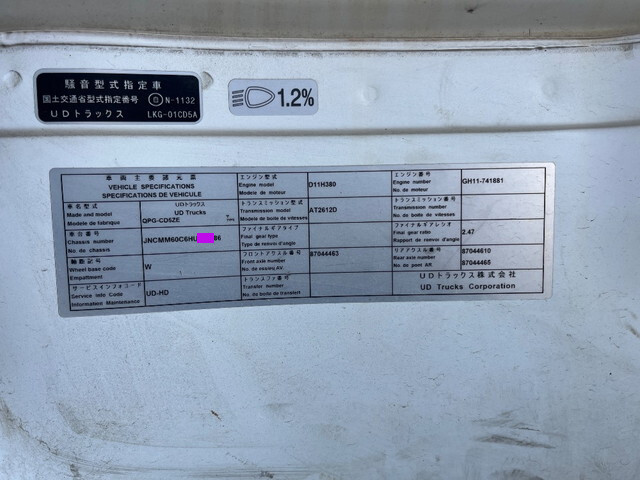 騒音型式指定車
国土交通省型式指定番号 自 N-1132
UDトラックス LKG-01CD5A
1.2%
車両主要諸元表
VEHICLE SPECIFICATIONS
SPECIFICATIONS DE VEHICULE
エンジン型式
Engine model
Modele de moteur
D11H380
エンジン番号
Engine number
No. de moteur
GH11-741881
車名型式
Made and model
Modele de fabrique
UDトラックス
UD Trucks
QPG-CD5ZE
トランスミッション型式
Transmission model
Modele de boite de vitesses
AT2612D
トランスミッション番号
Transmission number
No. de boite de vitesses
車台番号
Chassis number
No. de chassis
JNCMM60C6HU 86
ファイナルギアタイプ
Final gear type
Type de renvoi d'angle
ファイナルギアレシオ
Final gear ratio
Rapport de renvoi d'angle
2.47
軸距記号
Wheel base code
Empattement
W
フロントアクスル番号
Front axle number
No. de essieu AV.
87044463
リアアクスル番号
Rear axle number
No. de pont AR.
87044610
87044465
サービスインフォコード
Service Info Code
Informatere Maintenance
UD-HD
トランスファ番号
Transfer number
No. de boite de transfert
UDトラックス株式会社
UD Trucks Corporation